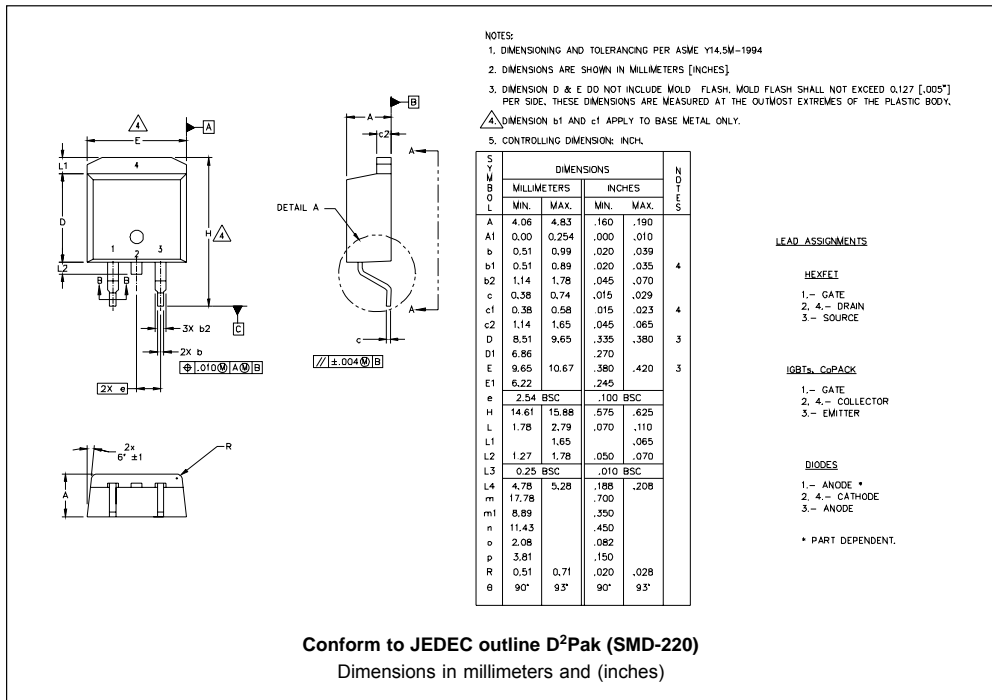 NOTES:
1. DIMENSIONING AND TOLERANCING PER ASME Y14.5M-1994
2. DIMENSIONS ARE SHOWN IN MILLIMETERS [INCHES].
3. DIMENSION D & E DO NOT INCLUDE MOLD FLASH, MOLD FLASH SHALL NOT EXCEED 0.127 [.005"]
PER SIDE. THESE DIMENSIONS ARE MEASURED AT THE OUTMOST EXTREMES OF THE PLASTIC BODY.
4. DIMENSION b1 AND c1 APPLY TO BASE METAL ONLY.
5. CONTROLLING DIMENSION: INCH.
4
A
E
L1
4
D
H 4
1 2 3
L2
B B
3X b2
C
2X b
⌖ .010 Ⓜ A Ⓜ B
2X e
B
A
c2
A
DETAIL A
A
c
// ±.004 Ⓜ B
2x
6° ±1
R
A
SYMBOL DIMENSIONS NOTES
MILLIMETERS INCHES
MIN. MAX. MIN. MAX.
A 4.06 4.83 .160 .190
A1 0.00 0.254 .000 .010
b 0.51 0.99 .020 .039
b1 0.51 0.89 .020 .035 4
b2 1.14 1.78 .045 .070
c 0.38 0.74 .015 .029
c1 0.38 0.58 .015 .023 4
c2 1.14 1.65 .045 .065
D 8.51 9.65 .335 .380 3
D1 6.86 .270
E 9.65 10.67 .380 .420 3
E1 6.22 .245
e 2.54 BSC .100 BSC
H 14.61 15.88 .575 .625
L 1.78 2.79 .070 .110
L1 1.65 .065
L2 1.27 1.78 .050 .070
L3 0.25 BSC .010 BSC
L4 4.78 5.28 .188 .208
m 17.78 .700
m1 8.89 .350
n 11.43 .450
o 2.08 .082
p 3.81 .150
R 0.51 0.71 .020 .028
θ 90° 93° 90° 93°
LEAD ASSIGNMENTS
HEXFET
1.- GATE
2, 4.- DRAIN
3.- SOURCE
IGBTs, CoPACK
1.- GATE
2, 4.- COLLECTOR
3.- EMITTER
DIODES
1.- ANODE *
2, 4.- CATHODE
3.- ANODE
* PART DEPENDENT.
Conform to JEDEC outline D²Pak (SMD-220)
Dimensions in millimeters and (inches)